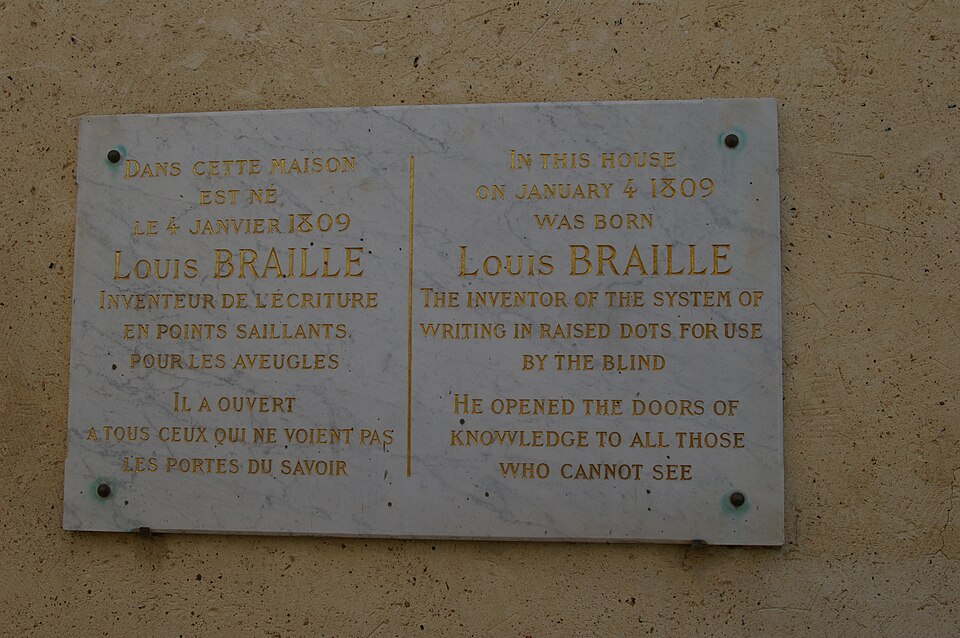 DANS CETTE MAISON
EST NÉ
LE 4 JANVIER 1809
LOUIS BRAILLE
INVENTEUR DE L'ÉCRITURE
EN POINTS SAILLANTS,
POUR LES AVEUGLES
IL A OUVERT
A TOUS CEUX QUI NE VOIENT PAS
LES PORTES DU SAVOIR
IN THIS HOUSE
ON JANUARY 4 1809
WAS BORN
LOUIS BRAILLE
THE INVENTOR OF THE SYSTEM OF
WRITING IN RAISED DOTS FOR USE
BY THE BLIND
HE OPENED THE DOORS OF
KNOWLEDGE TO ALL THOSE
WHO CANNOT SEE